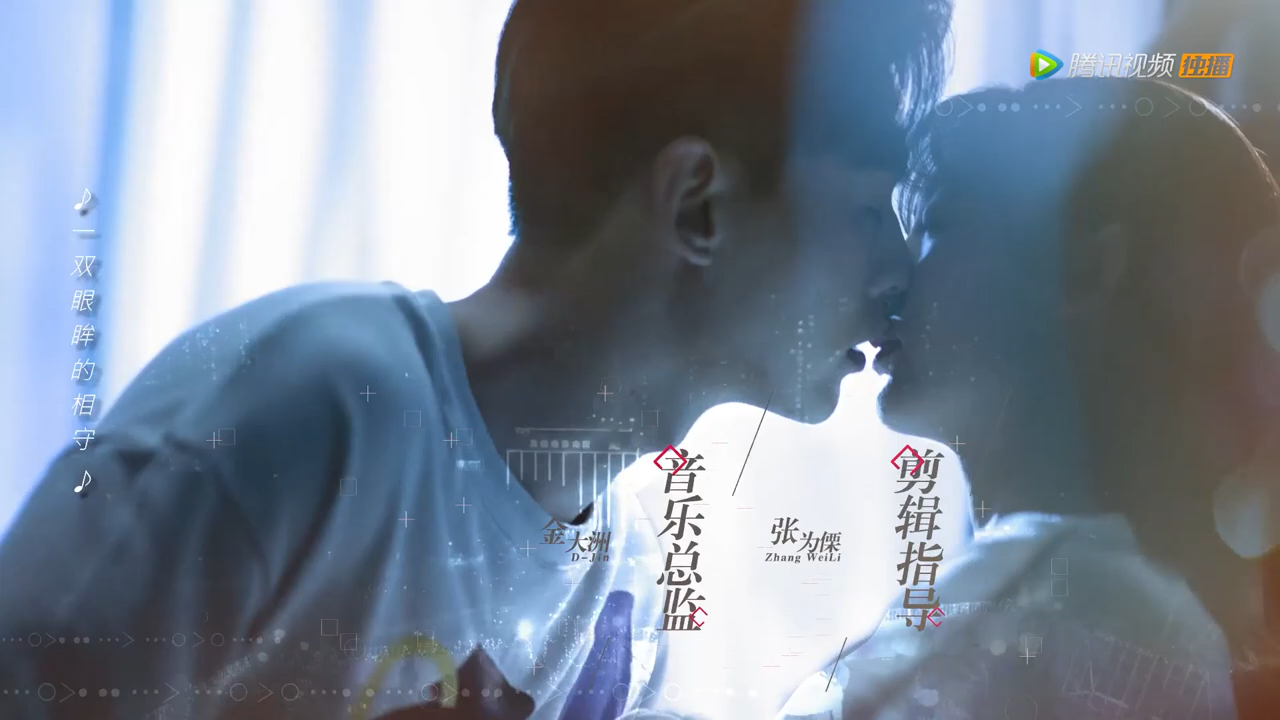 腾讯视频 独播
♪一双眼眸的相守♪
剪辑指导
张为傈
Zhang WeiLi
音乐总监
金大洲
D-Jin